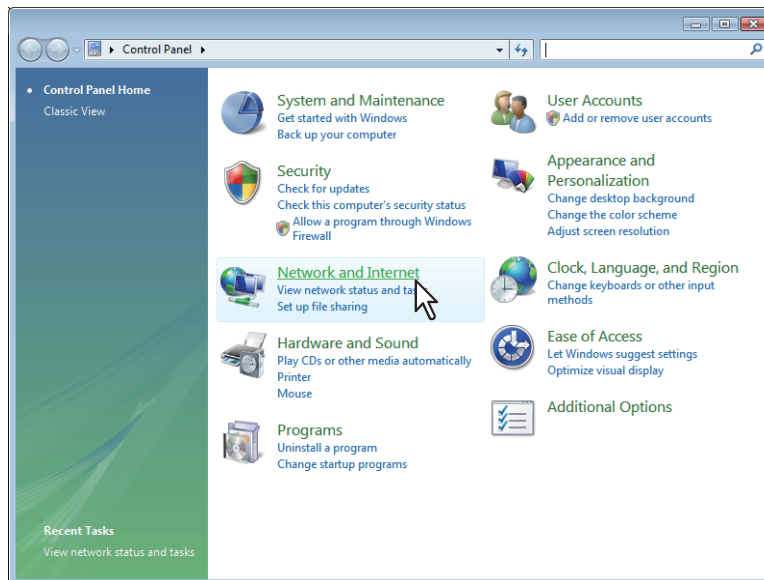 Control Panel
Control Panel Home
Classic View
System and Maintenance
Get started with Windows
Back up your computer
Security
Check for updates
Check this computer's security status
Allow a program through Windows
Firewall
Network and Internet
View network status and tasks
Set up file sharing
Hardware and Sound
Play CDs or other media automatically
Printer
Mouse
Programs
Uninstall a program
Change startup programs
User Accounts
Add or remove user accounts
Appearance and
Personalization
Change desktop background
Change the color scheme
Adjust screen resolution
Clock, Language, and Region
Change keyboards or other input
methods
Ease of Access
Let Windows suggest settings
Optimize visual display
Additional Options
Recent Tasks
View network status and tasks